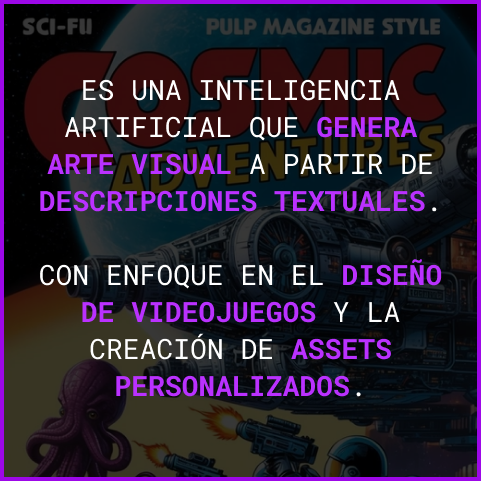 SCI-FII
PULP MAGAZINE STYLE
COSMIC
ADVENTURES
ES UNA INTELIGENCIA
ARTIFICIAL QUE GENERA
ARTE VISUAL A PARTIR DE
DESCRIPCIONES TEXTUALES.
CON ENFOQUE EN EL DISEÑO
DE VIDEOJUEGOS Y LA
CREACIÓN DE ASSETS
PERSONALIZADOS.